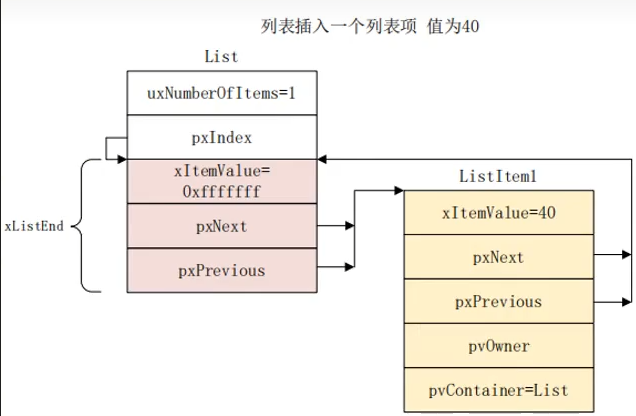 列表插入一个列表项 值为40
List
uxNumberOfItems=1
pxIndex
xItemValue=
0xfffffff
xListEnd
pxNext
pxPrevious
ListItem1
xItemValue=40
pxNext
pxPrevious
pvOwner
pvContainer=List